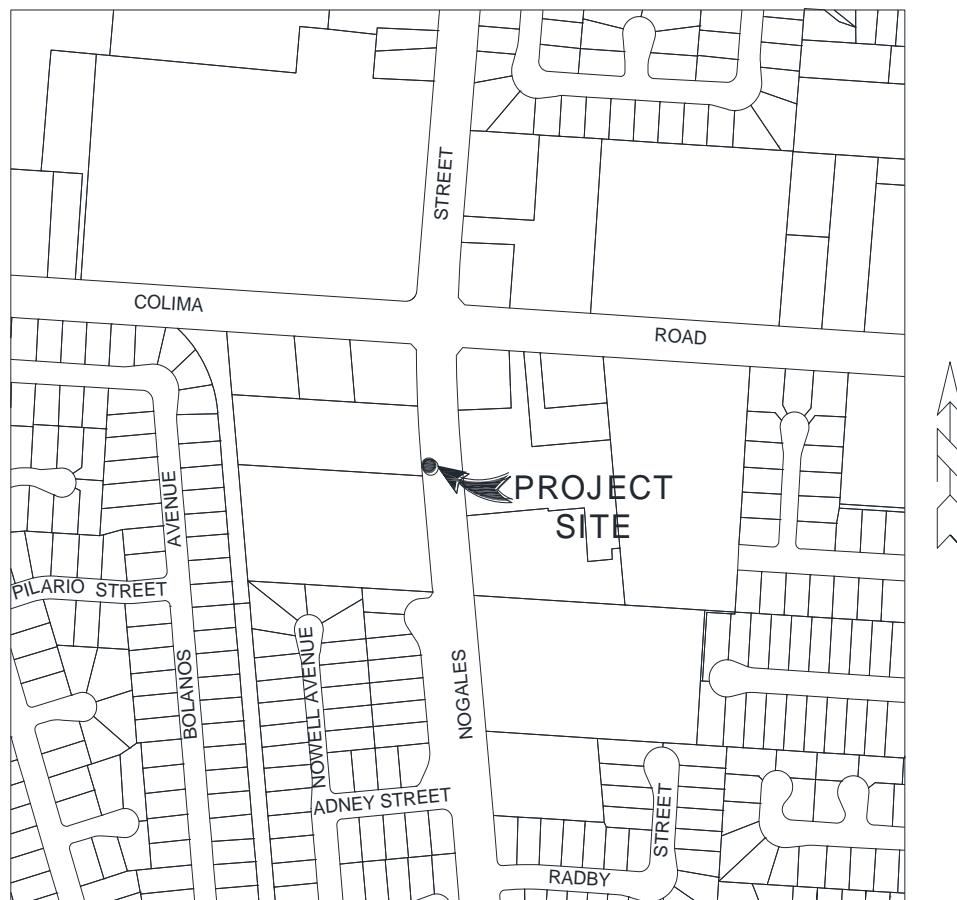 STREET
COLIMA
ROAD
PROJECT
SITE
AVENUE
PILARIO STREET
BOLANOS
NOWELL AVENUE
NOGALES
ADNEY STREET
STREET
RADBY